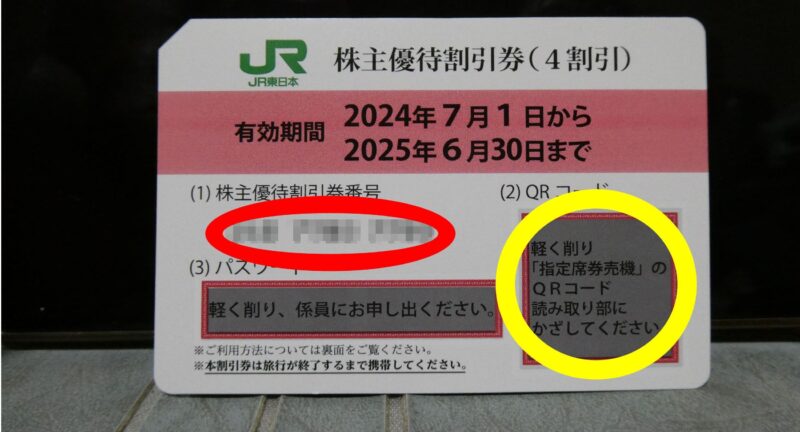 JR
JR東日本
株主優待割引券(４割引)
有効期間
2024年７月１日から
2025年６月30日まで
(1) 株主優待割引券番号
(2) QRコード
(3) パスワード
軽く削り
「指定席券売機」の
ＱＲコード
読み取り部に
かざしてください
軽く削り、係員にお申し出ください。
※ご利用方法については裏面をご覧ください。
※本割引券は旅行が終了するまで携帯してください。